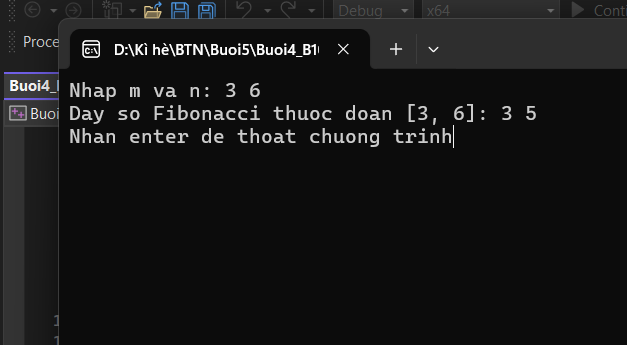 Debug
x64
Conti
Proce
D:\Kì hè\BTN\Buoi5\Buoi4_B1
Buoi4_
Buoi
Nhap m va n: 3 6
Day so Fibonacci thuoc doan [3, 6]: 3 5
Nhan enter de thoat chuong trinh